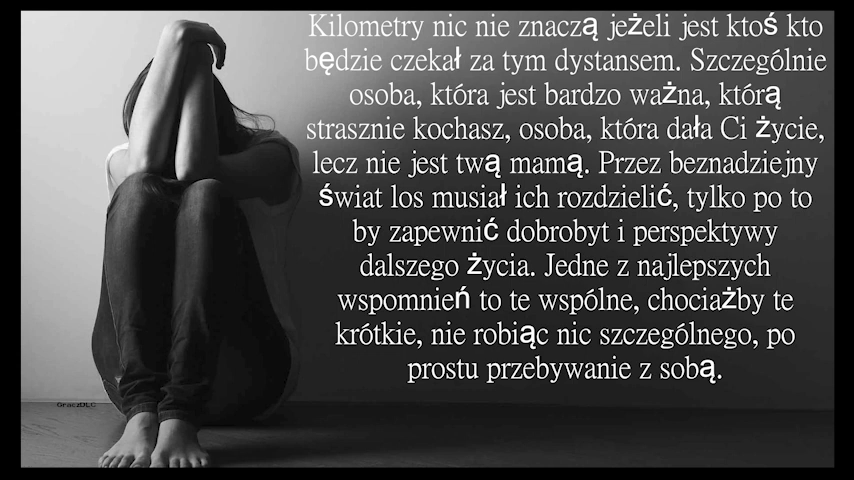 Kilometry nic nie znaczą jeżeli jest ktoś kto
będzie czekał za tym dystansem. Szczególnie
osoba, która jest bardzo ważna, którą
strasznie kochasz, osoba, która dała Ci życie,
lecz nie jest twą mamą. Przez beznadziejny
świat los musiał ich rozdzielić, tylko po to
by zapewnić dobrobyt i perspektywy
dalszego życia. Jedne z najlepszych
wspomnień to te wspólne, chociażby te
krótkie, nie robiąc nic szczególnego, po
prostu przebywanie z sobą.
GraczDLC